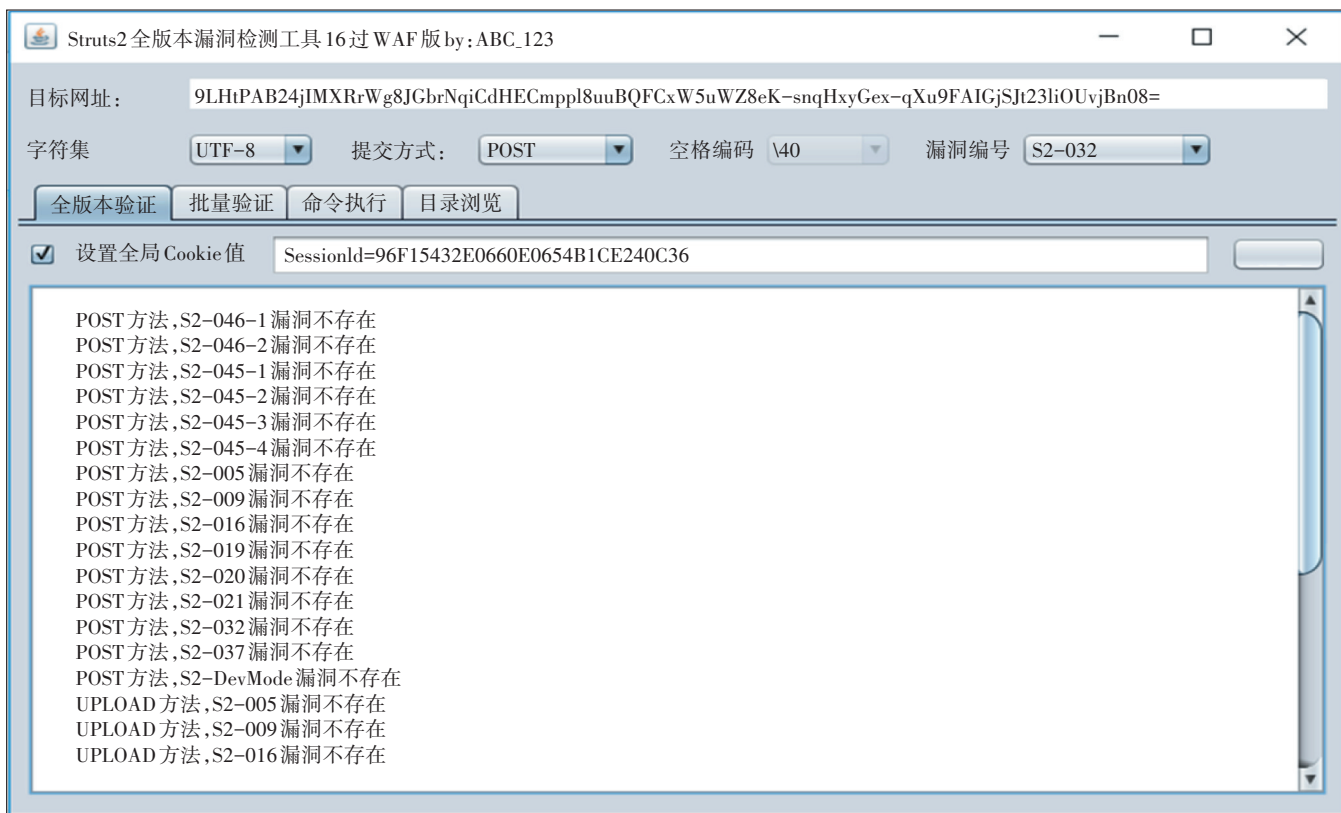 Struts2全版本漏洞检测工具16过WAF版by:ABC_123
目标网址: 9LHtPAB24jIMXRrWg8JGbrNqiCdHECmppl8uuBQFCxW5uWZ8eK-snqHxyGex-qXu9FAIGjSJt23liOUvjBn08=
字符集 UTF-8 提交方式: POST 空格编码 \40 漏洞编号 S2-032
全版本验证 批量验证 命令执行 目录浏览
设置全局Cookie值 SessionId=96F15432E0660E0654B1CE240C36
POST方法,S2-046-1漏洞不存在
POST方法,S2-046-2漏洞不存在
POST方法,S2-045-1漏洞不存在
POST方法,S2-045-2漏洞不存在
POST方法,S2-045-3漏洞不存在
POST方法,S2-045-4漏洞不存在
POST方法,S2-005漏洞不存在
POST方法,S2-009漏洞不存在
POST方法,S2-016漏洞不存在
POST方法,S2-019漏洞不存在
POST方法,S2-020漏洞不存在
POST方法,S2-021漏洞不存在
POST方法,S2-032漏洞不存在
POST方法,S2-037漏洞不存在
POST方法,S2-DevMode漏洞不存在
UPLOAD方法,S2-005漏洞不存在
UPLOAD方法,S2-009漏洞不存在
UPLOAD方法,S2-016漏洞不存在